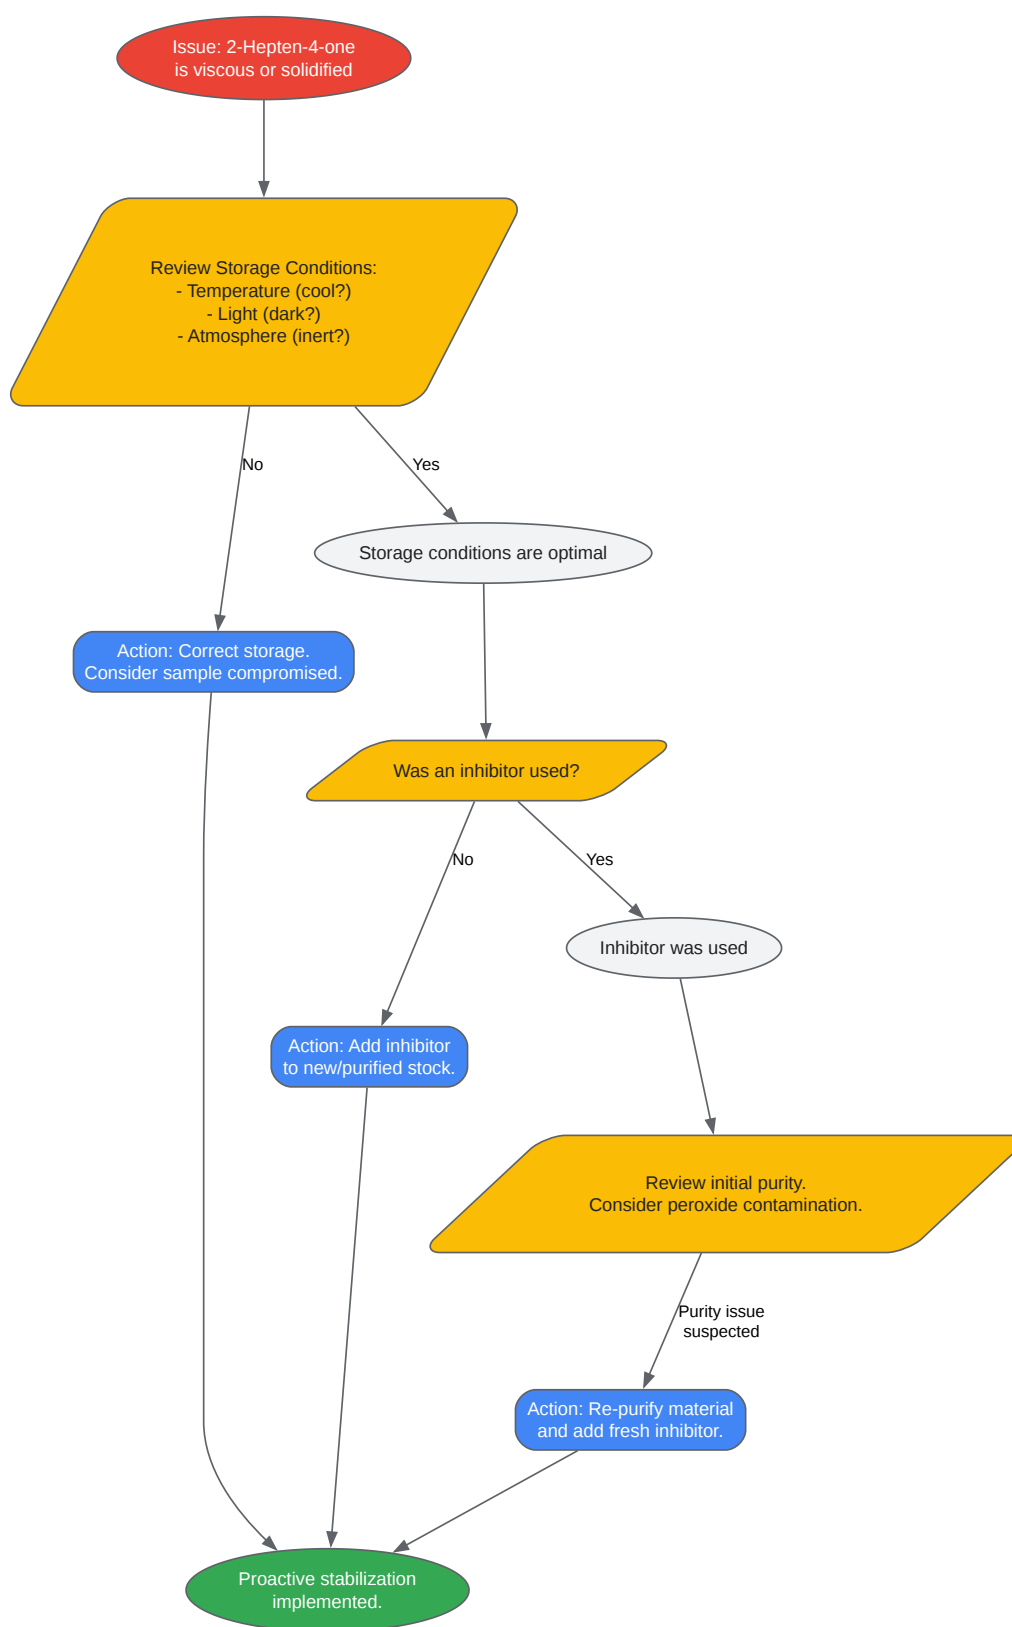 Issue: 2-Hepten-4-one
is viscous or solidified
Review Storage Conditions:
- Temperature (cool?)
- Light (dark?)
- Atmosphere (inert?)
No
Yes
Storage conditions are optimal
Action: Correct storage.
Consider sample compromised.
Was an inhibitor used?
No
Yes
Inhibitor was used
Action: Add inhibitor
to new/purified stock.
Review initial purity.
Consider peroxide contamination.
Purity issue
suspected
Action: Re-purify material
and add fresh inhibitor.
Proactive stabilization
implemented.